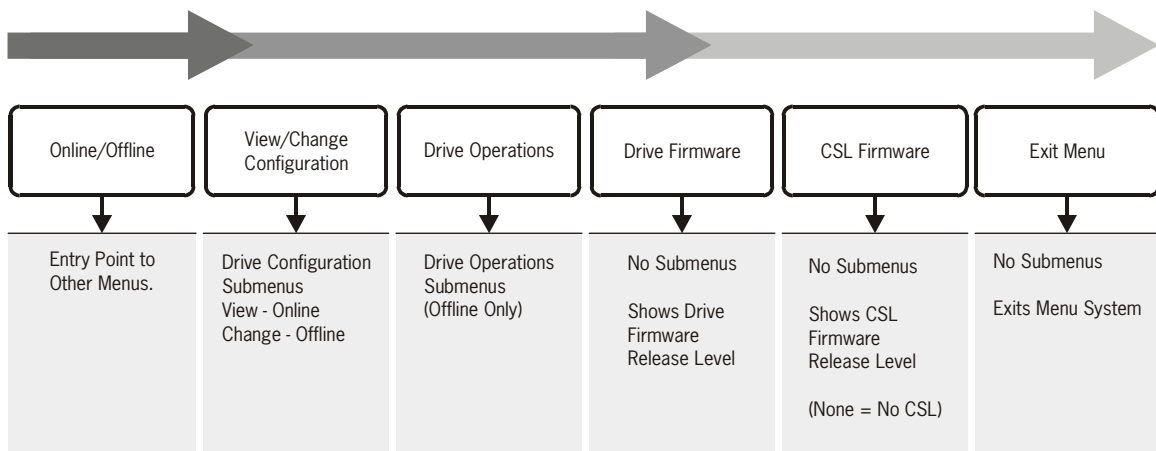 Online/Offline
View/Change
Configuration
Drive Operations
Drive Firmware
CSL Firmware
Exit Menu
Entry Point to
Other Menus.
Drive Configuration
Submenus
View - Online
Change - Offline
Drive Operations
Submenus
(Offline Only)
No Submenus
Shows Drive
Firmware
Release Level
No Submenus
Shows CSL
Firmware
Release Level
(None = No CSL)
No Submenus
Exits Menu System